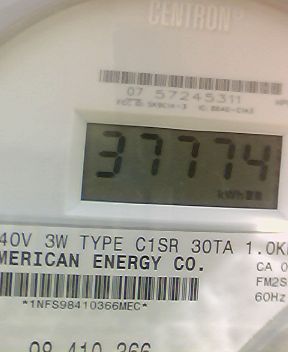 CENTRON®
07 57245311
37774
kWh
40V 3W TYPE C1SR 30TA 1.0K
MERICAN ENERGY CO.
CA 0
FM2S
60Hz
*1NFS98410366MEC*
98 410 366